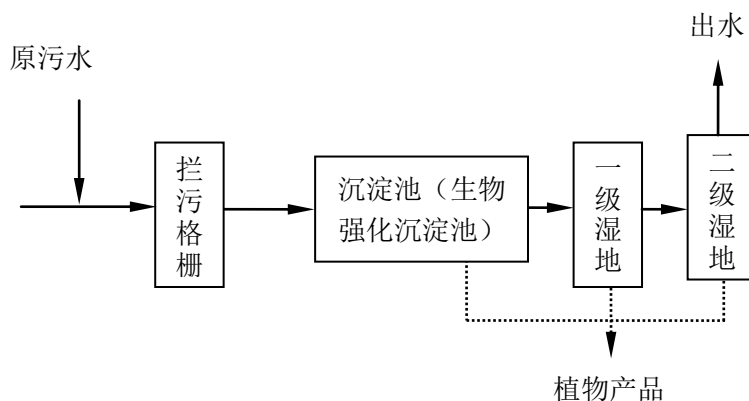 出水
原污水
拦污格栅
沉淀池（生物
强化沉淀池）
一级湿地
二级湿地
植物产品